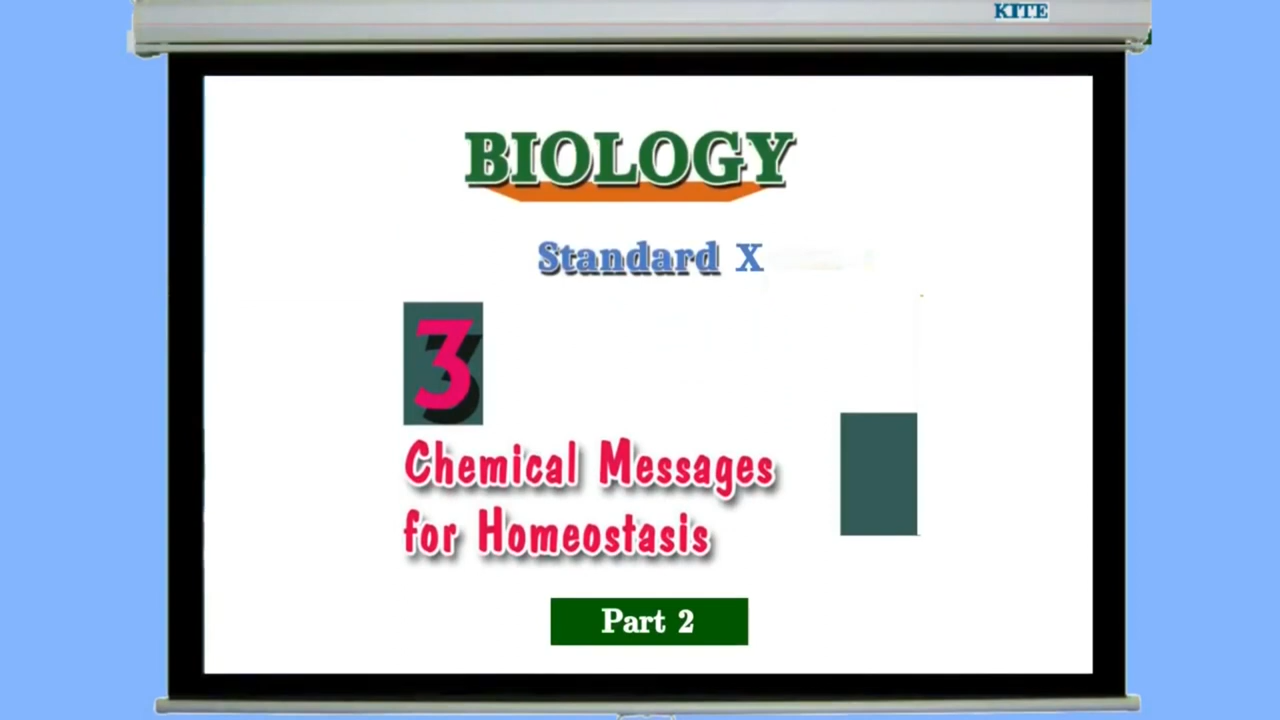 KITE
BIOLOGY
Standard X
3
Chemical Messages
for Homeostasis
Part 2